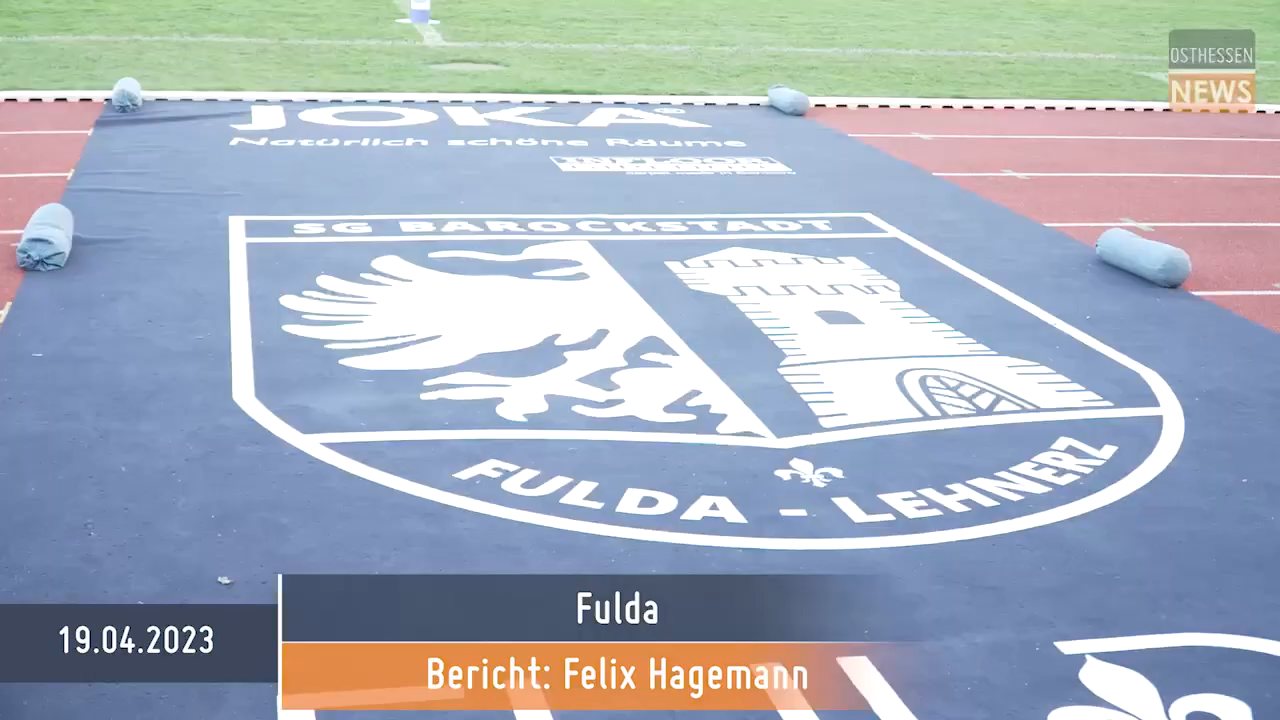 OSTHESSEN
NEWS
JOKA
Natürlich schöne Räume
SG BAROCKSTADT
FULDA - LEHNERZ
19.04.2023
Fulda
Bericht: Felix Hagemann